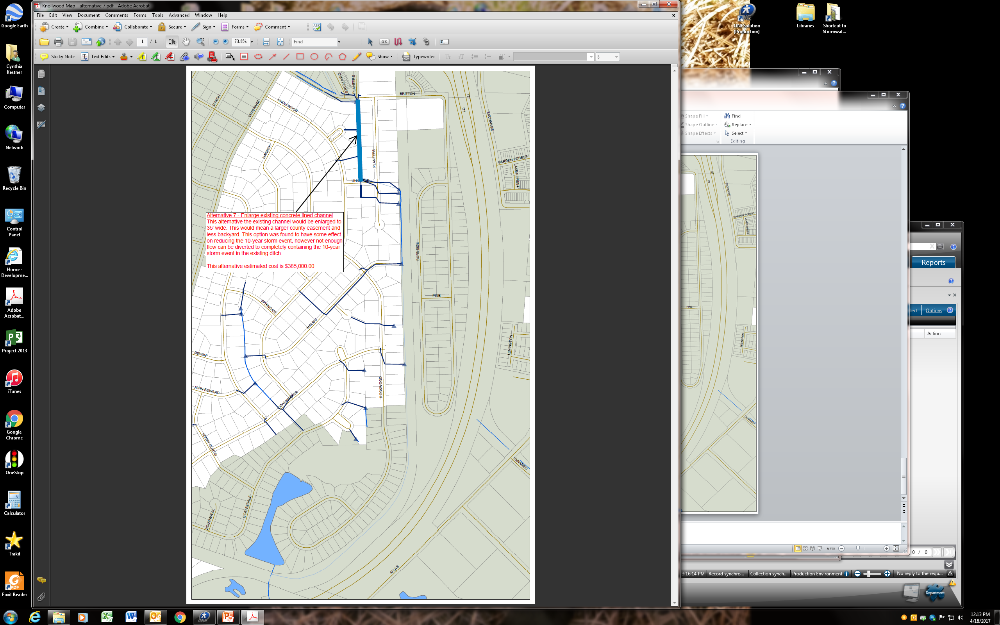 Knollwood Map - alternative 7.pdf - Adobe Acrobat
File Edit View Document Comments Forms Tools Advanced Window Help
Create Combine Collaborate Secure Sign Forms Comment
1 / 1 73.8% Find OK
Sticky Note Text Edits Show Typewriter 8
Google Earth
Cynthia
Kestner
Computer
Network
Recycle Bin
Control
Panel
Home -
Developme...
Adobe
Acrobat...
Project 2013
iTunes
Google
Chrome
OneStop
Calculator
Trakit
Foxit Reader
ONESolution
(Production)
Libraries
Shortcut to
Stormwat...
BYRON
VETERANS
KNOLLWOOD
CAMI FOREST
PLANTERS
BRITTON
I77
I77
EXCHANGE
HATRICK
PLANTERS
GARDEN FOREST
LAKE FOREST
Alternative 7 - Enlarge existing concrete lined channel
This alternative the existing channel would be enlarged to
35' wide. This would mean a larger county easement and
less backyard. This option was found to have some effect
on reducing the 10-year storm event, however not enough
flow can be diverted to completely containing the 10-year
storm event in the existing ditch.
This alternative estimated cost is $385,000.00
BURNSIDE
PINE
SPRINGATE
MALIBU
LEVINGTON
DEVON
JOHN EDWARD
COACHMAKER
ROCKWOOD
HENRY CURTIS
UNNAMED
SOUTHWELL
COATESDALE
ATLAS
Shape Fill
Shape Outline
Shape Effects
Find
Replace
Select
Editing
I77
I77
EXCHANGE
GARDEN FOREST
LAKE FOREST
PINE
LEVINGTON
UNNAMED
69%
Reports
Options
Action
0 / 0
3:16:14 PM Record synchro... Collection synch... Production Environment No reply to the requ...
Department
12:13 PM
4/18/2017